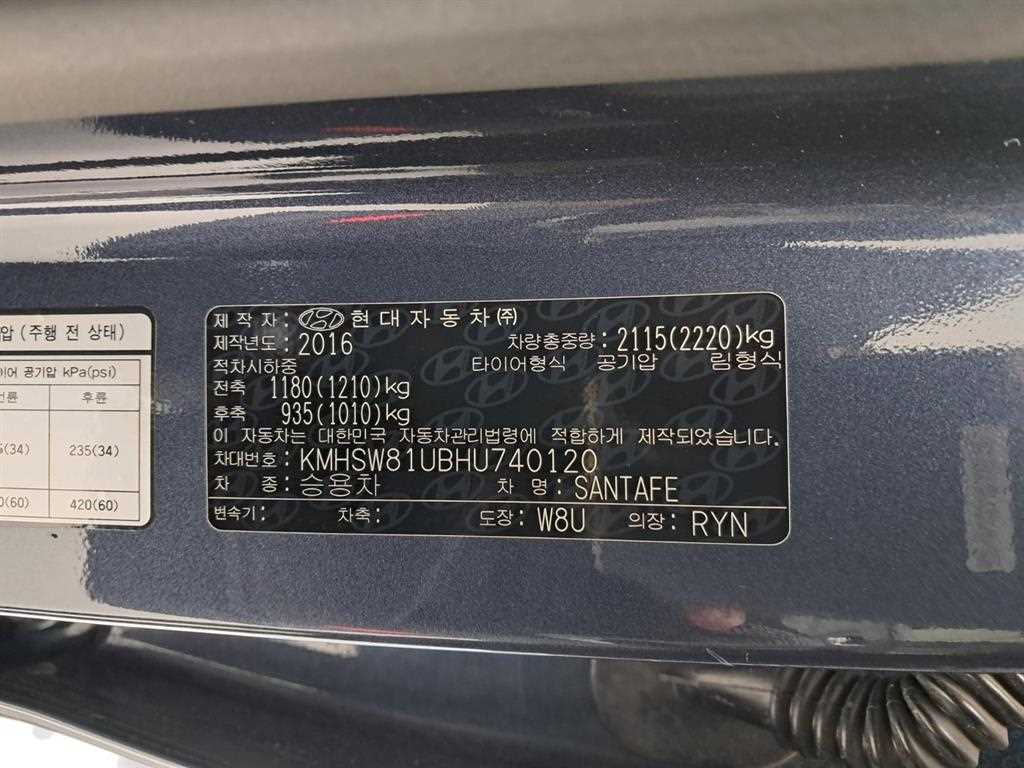 압 (주행 전 상태)
이어 공기압 kPa(psi)
전륜 후륜
(34) 235(34)
0(60) 420(60)
제 작 자: 현대자동차㈜
제작년도: 2016 차량총중량: 2115(2220)kg
적차시하중 타이어형식 공기압 림형식
전축 1180(1210)kg
후축 935(1010)kg
이 자동차는 대한민국 자동차관리법령에 적합하게 제작되었습니다.
차대번호: KMHSW81UBHU740120
차 종: 승용차 차 명: SANTAFE
변속기: 차축: 도장: W8U 의장: RYN